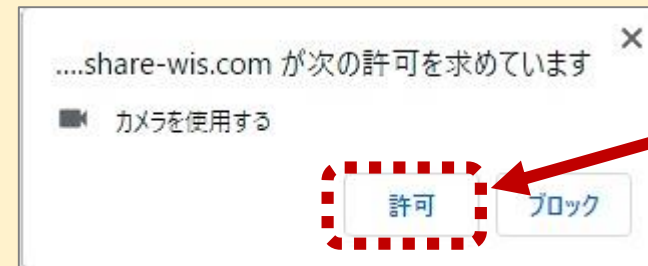 ....share-wis.com が次の許可を求めています
カメラを使用する
許可 ブロック